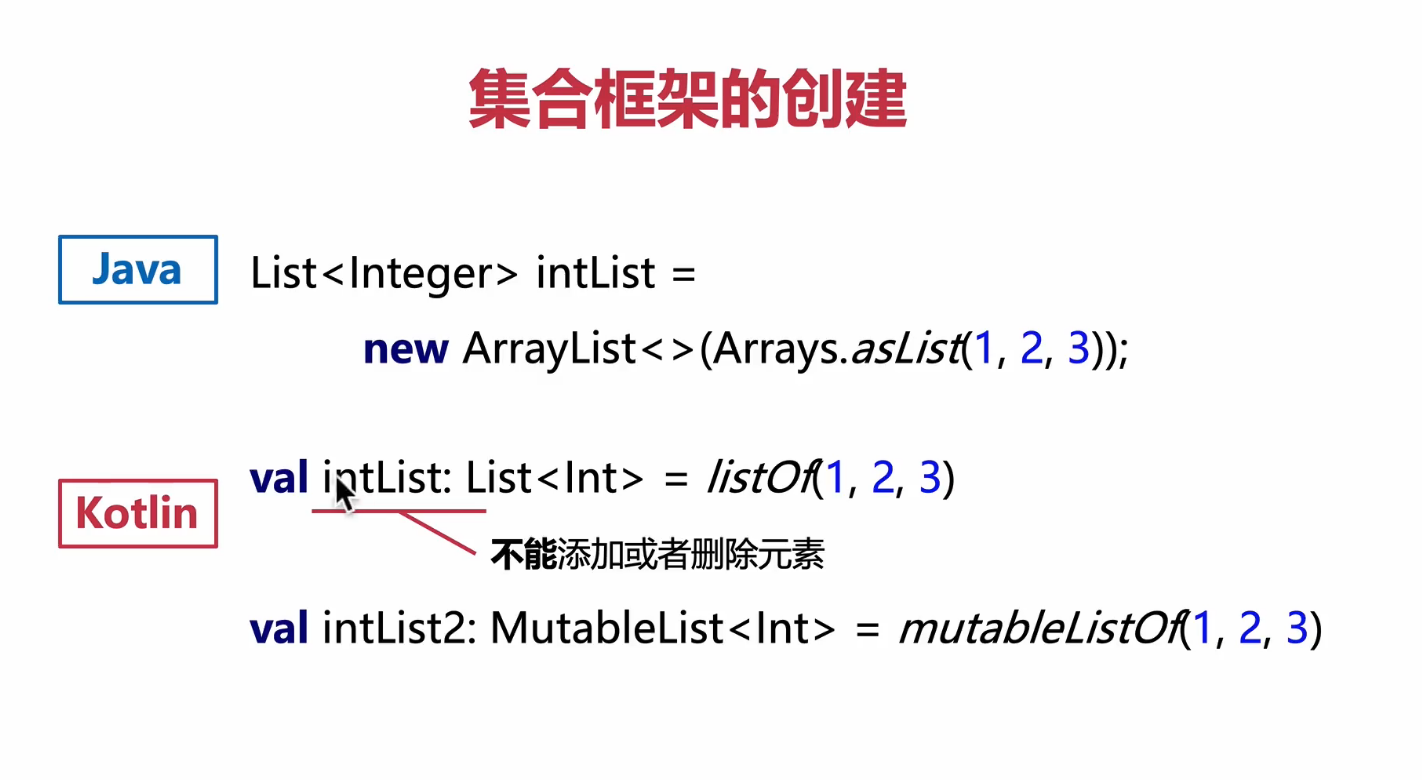 集合框架的创建
Java
List<Integer> intList =
new ArrayList<>(Arrays.asList(1, 2, 3));
val intList: List<Int> = listOf(1, 2, 3)
Kotlin
不能添加或者删除元素
val intList2: MutableList<Int> = mutableListOf(1, 2, 3)